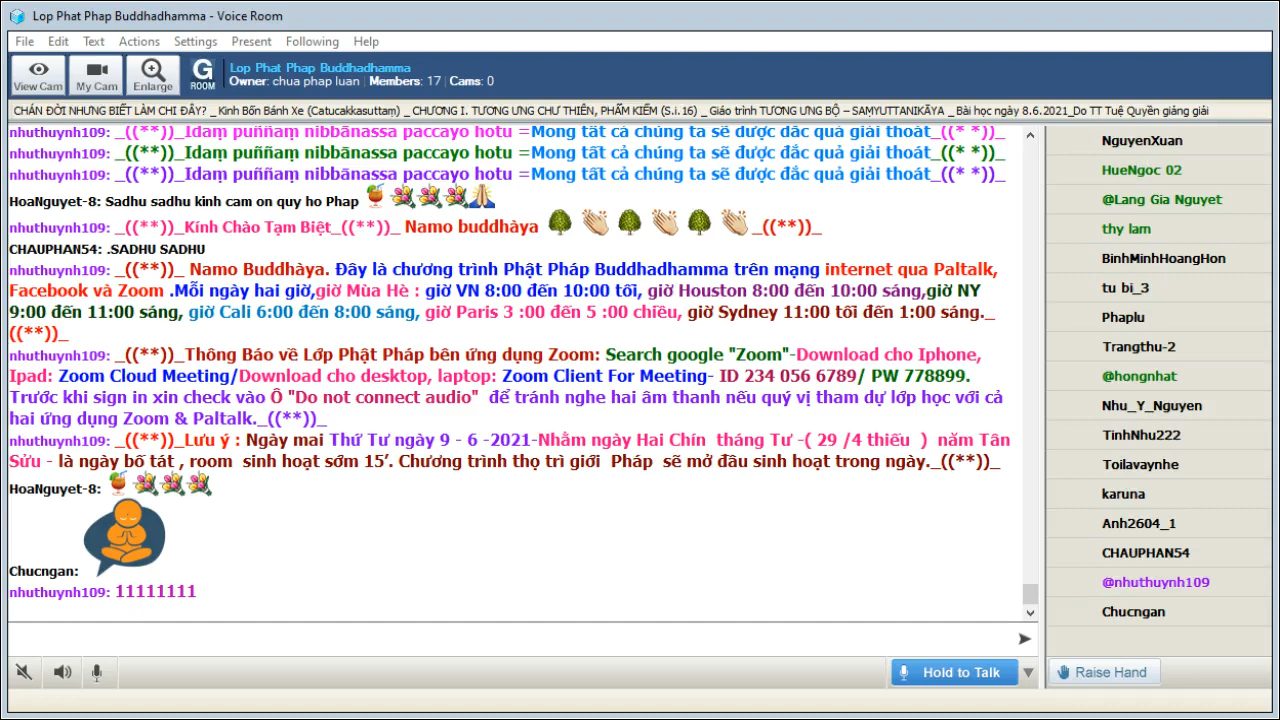 Lop Phat Phap Buddhadhamma - Voice Room
File Edit Text Actions Settings Present Following Help
View Cam
My Cam
Enlarge
G ROOM
Lop Phat Phap Buddhadhamma
Owner: chua phap luan | Members: 17 | Cams: 0
CHÁN ĐỜI NHƯNG BIẾT LÀM CHI ĐÂY? _ Kinh Bốn Bánh Xe (Catucakkasuttaṃ) _ CHƯƠNG I. TƯƠNG ƯNG CHƯ THIÊN, PHẨM KIẾM (S.i.16) _ Giáo trình TƯƠNG ƯNG BỘ – SAṂYUTTANIKĀYA _ Bài học ngày 8.6.2021_Do TT Tuệ Quyền giảng giải
nhuthuynh109: _((**))_Idaṃ puññaṃ nibbānassa paccayo hotu =Mong tất cả chúng ta sẽ được đắc quả giải thoát_((* *))_
nhuthuynh109: _((**))_Idaṃ puññaṃ nibbānassa paccayo hotu =Mong tất cả chúng ta sẽ được đắc quả giải thoát_((* *))_
nhuthuynh109: _((**))_Idaṃ puññaṃ nibbānassa paccayo hotu =Mong tất cả chúng ta sẽ được đắc quả giải thoát_((* *))_
HoaNguyet-8: Sadhu sadhu kinh cam on quy ho Phap
nhuthuynh109: _((**))_Kính Chào Tạm Biệt_((**))_ Namo buddhàya _((**))_
CHAUPHAN54: .SADHU SADHU
nhuthuynh109: _((**))_ Namo Buddhàya. Đây là chương trình Phật Pháp Buddhadhamma trên mạng internet qua Paltalk,
Facebook và Zoom .Mỗi ngày hai giờ,giờ Mùa Hè : giờ VN 8:00 đến 10:00 tối, giờ Houston 8:00 đến 10:00 sáng,giờ NY
9:00 đến 11:00 sáng, giờ Cali 6:00 đến 8:00 sáng, giờ Paris 3 :00 đến 5 :00 chiều, giờ Sydney 11:00 tối đến 1:00 sáng._
((**))_
nhuthuynh109: _((**))_Thông Báo về Lớp Phật Pháp bên ứng dụng Zoom: Search google "Zoom"-Download cho Iphone,
Ipad: Zoom Cloud Meeting/Download cho desktop, laptop: Zoom Client For Meeting- ID 234 056 6789/ PW 778899.
Trước khi sign in xin check vào Ô "Do not connect audio" để tránh nghe hai âm thanh nếu quý vị tham dự lớp học với cả
hai ứng dụng Zoom & Paltalk._((**))_
nhuthuynh109: _((**))_Lưu ý : Ngày mai Thứ Tư ngày 9 - 6 -2021-Nhằm ngày Hai Chín tháng Tư -( 29 /4 thiếu ) năm Tân
Sửu - là ngày bố tát , room sinh hoạt sớm 15’. Chương trình thọ trì giới Pháp sẽ mở đầu sinh hoạt trong ngày._((**))_
HoaNguyet-8:
Chucngan:
nhuthuynh109: 11111111
NguyenXuan
HueNgoc 02
@Lang Gia Nguyet
thy lam
BinhMinhHoangHon
tu bi_3
Phaplu
Trangthu-2
@hongnhat
Nhu_Y_Nguyen
TinhNhu222
Toilavaynhe
karuna
Anh2604_1
CHAUPHAN54
@nhuthuynh109
Chucngan
Hold to Talk
Raise Hand